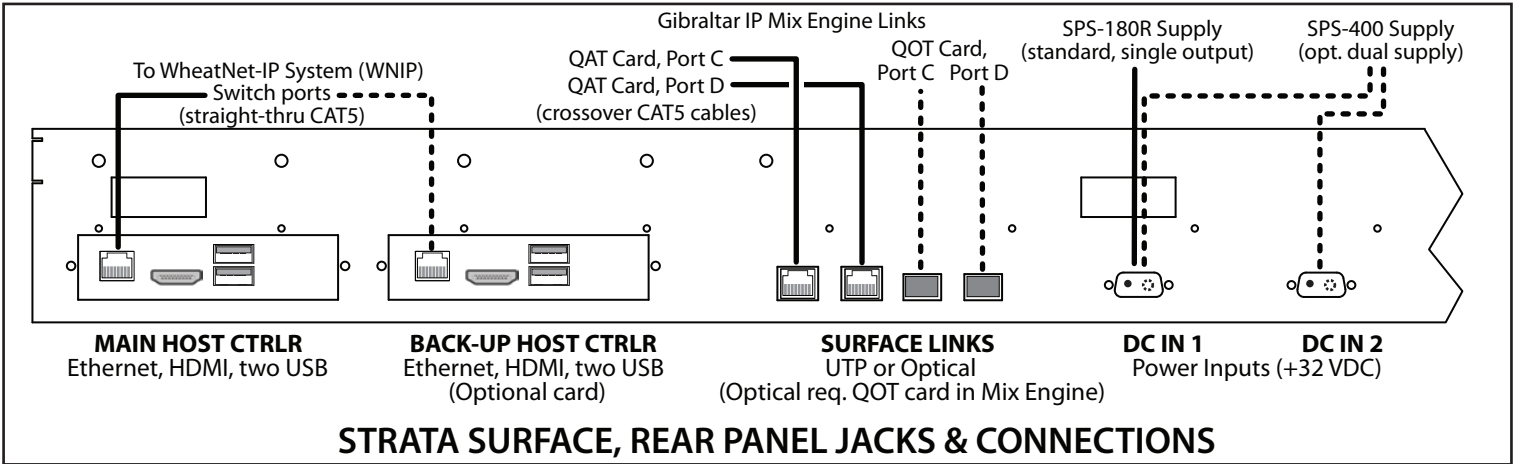 Gibraltar IP Mix Engine Links
To WheatNet-IP System (WNIP)
Switch ports
(straight-thru CAT5)
QAT Card, Port C
QAT Card, Port D
(crossover CAT5 cables)
QOT Card,
Port C Port D
SPS-180R Supply
(standard, single output)
SPS-400 Supply
(opt. dual supply)
MAIN HOST CTRLR
Ethernet, HDMI, two USB
BACK-UP HOST CTRLR
Ethernet, HDMI, two USB
(Optional card)
SURFACE LINKS
UTP or Optical
(Optical req. QOT card in Mix Engine)
DC IN 1 DC IN 2
Power Inputs (+32 VDC)
STRATA SURFACE, REAR PANEL JACKS & CONNECTIONS